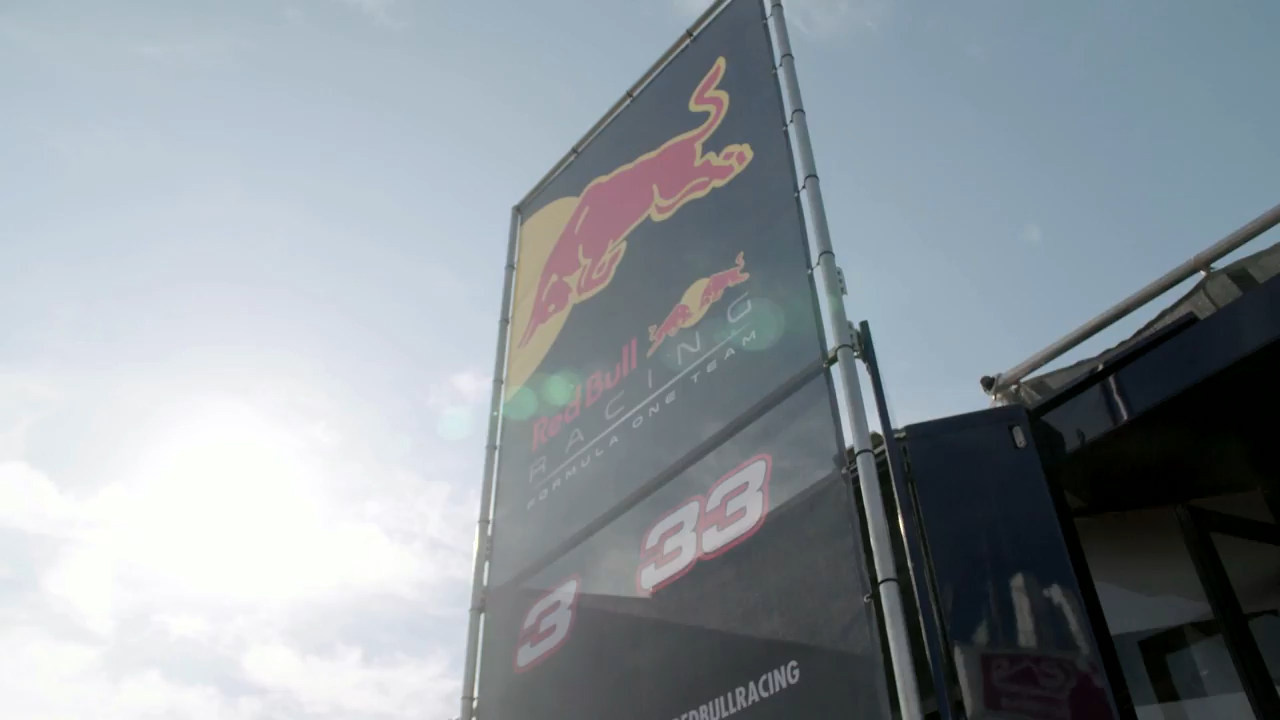 Red Bull
RACING
FORMULA ONE TEAM
3 33
REDBULLRACING